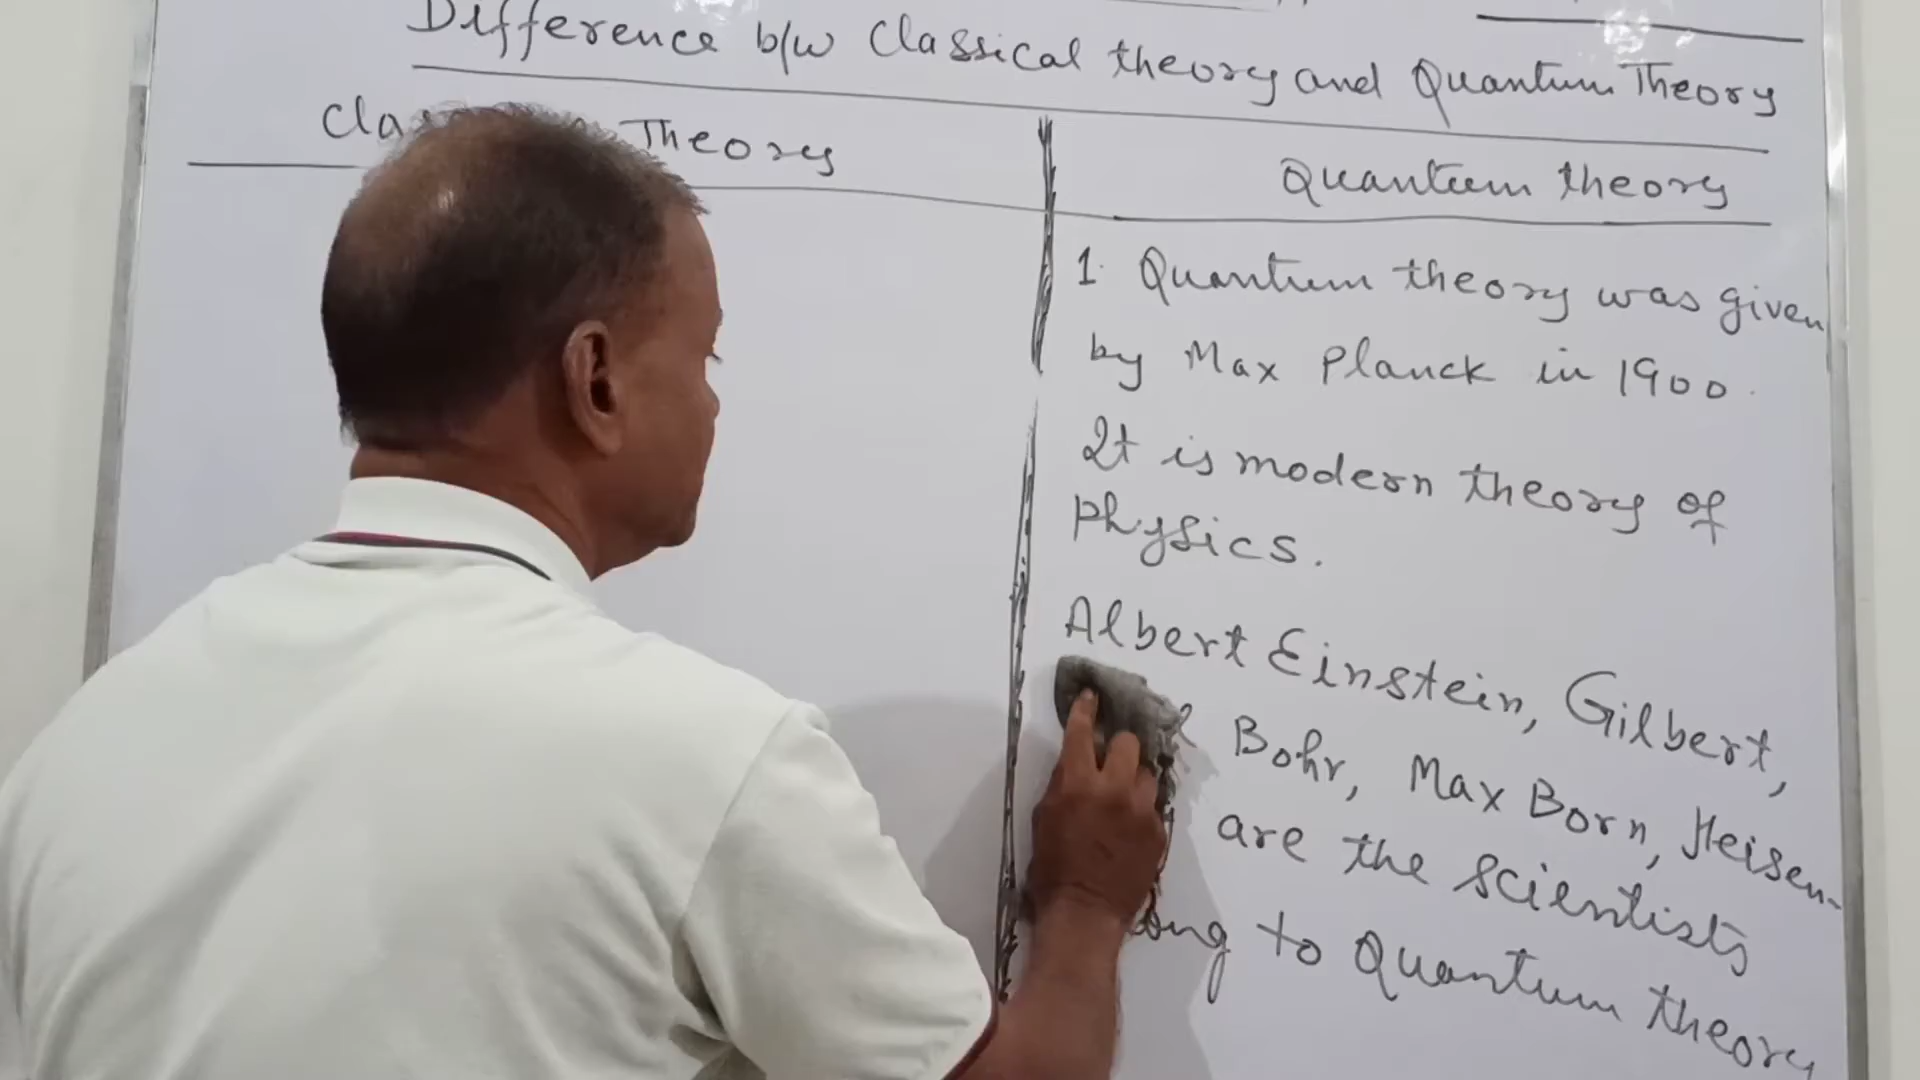 Difference b/w Classical theory and Quantum Theory
Theory
Quantum theory
1. Quantum theory was given
by Max Planck in 1900.
It is modern theory of
Physics.
Albert Einstein, Gilbert,
Bohr, Max Born, Heisen-
are the scientists
to Quantum theory